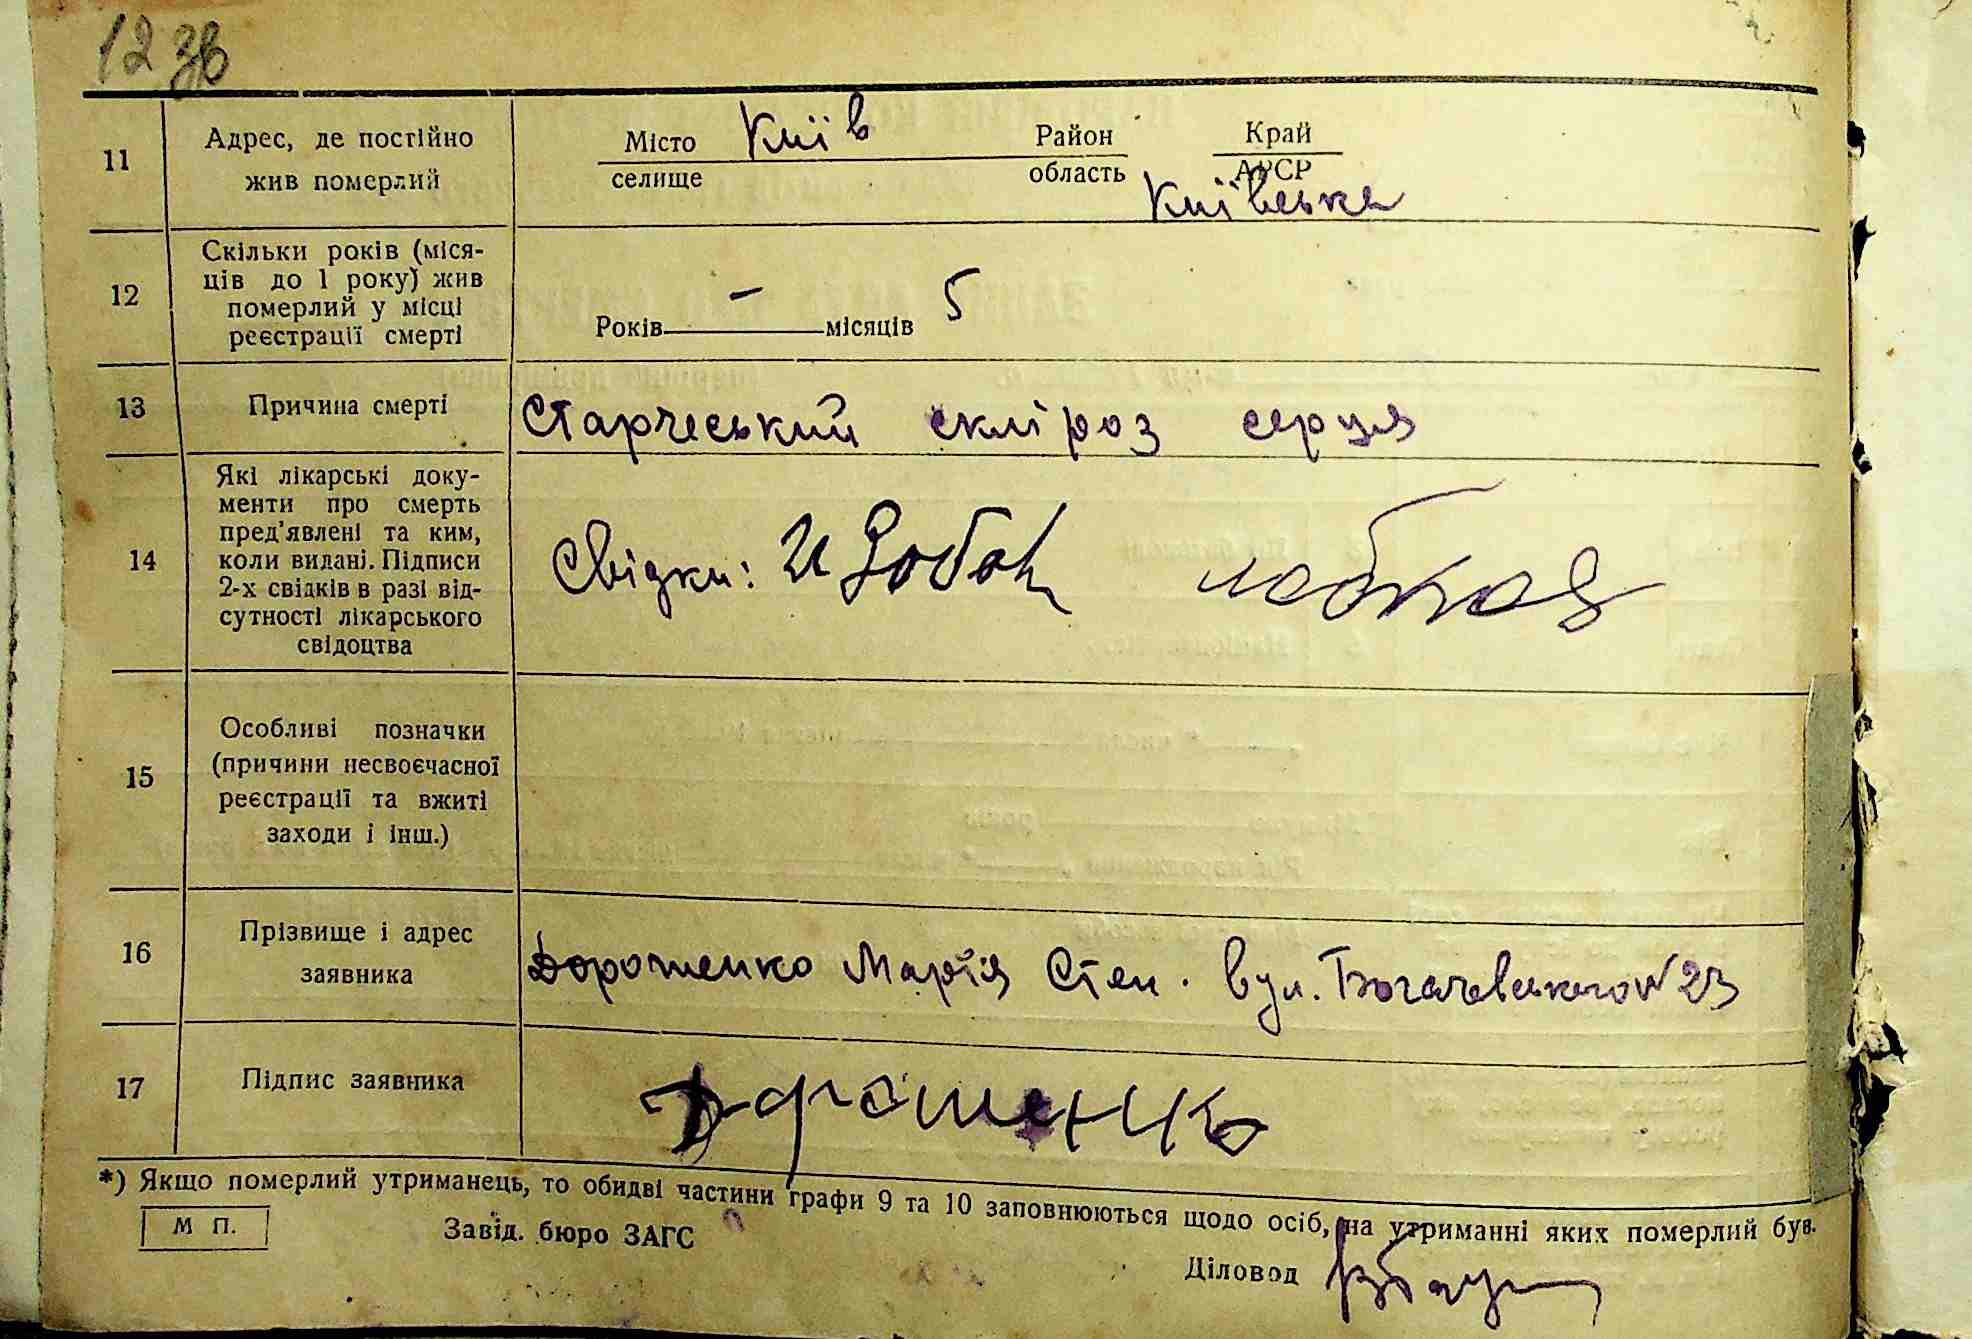 12 зв
11
Адрес, де постійно
жив померлий
Місто Київ Район Край
селище область АРСР
Київська
12
Скільки років (міся-
ців до 1 року) жив
померлий у місці
реєстрації смерті
Років — місяців 5
13
Причина смерті
Старчеський скліроз серця
14
Які лікарські доку-
менти про смерть
пред'явлені та ким,
коли видані. Підписи
2-х свідків в разі від-
сутності лікарського
свідоцтва
Свідки:
15
Особливі позначки
(причини несвоєчасної
реєстрації та вжиті
заходи і інш.)
16
Прізвище і адрес
заявника
Дорошенко Марія Степ. вул. N 23
17
Підпис заявника
Дорошенко
*) Якщо померлий утриманець, то обидві частини графи 9 та 10 заповнюються щодо осіб, на утриманні яких померлий був.
М П.
Завід. бюро ЗАГС
Діловод